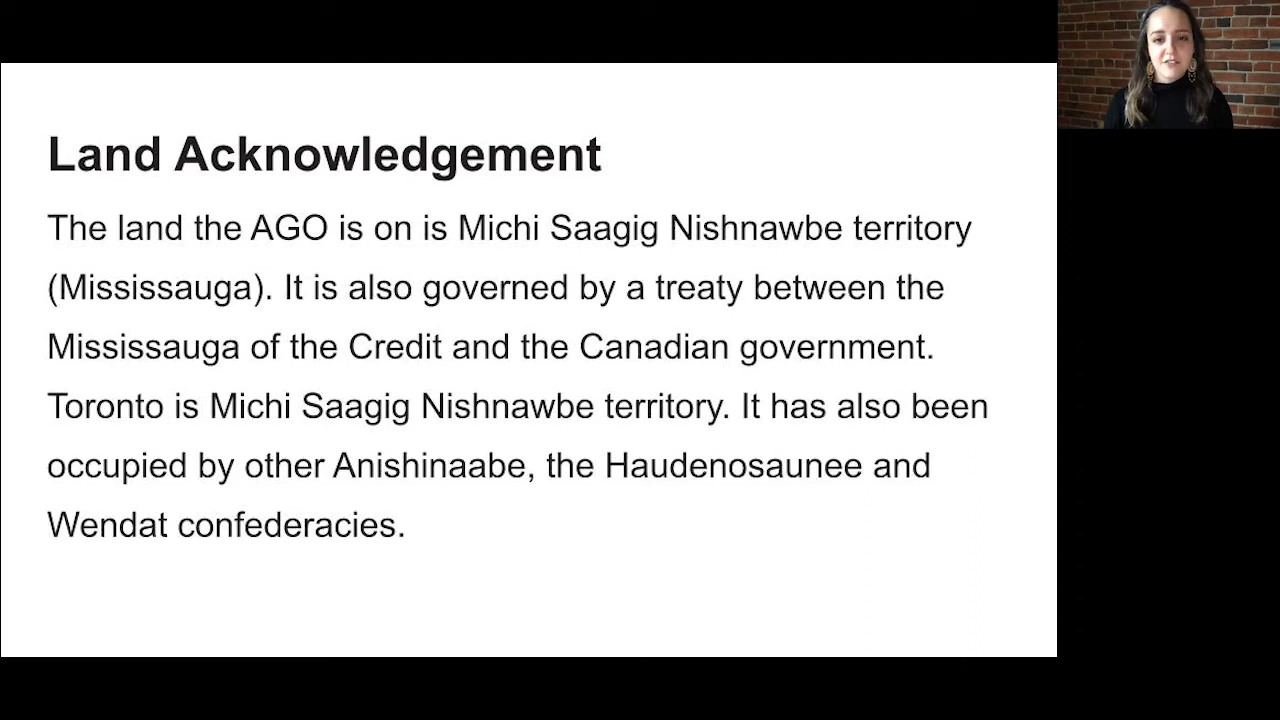 Land Acknowledgement
The land the AGO is on is Michi Saagig Nishnawbe territory
(Mississauga). It is also governed by a treaty between the
Mississauga of the Credit and the Canadian government.
Toronto is Michi Saagig Nishnawbe territory. It has also been
occupied by other Anishinaabe, the Haudenosaunee and
Wendat confederacies.